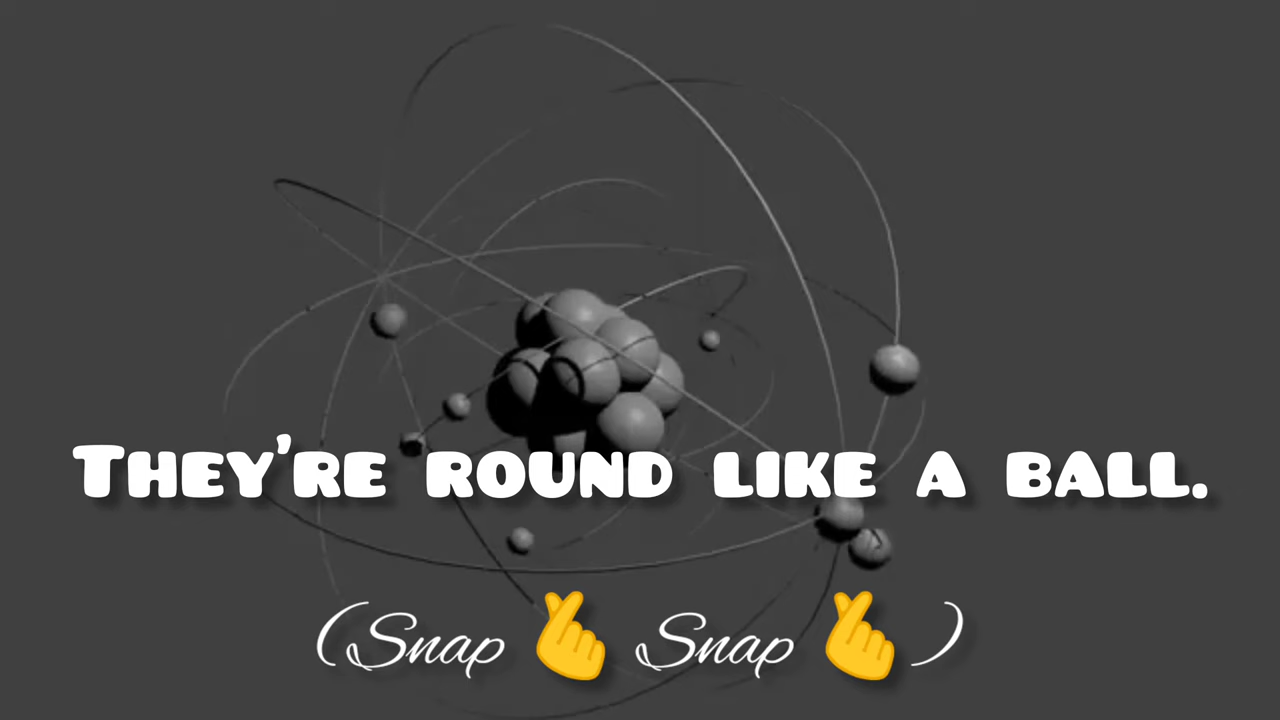 They're round like a ball.
(Snap 🫰 Snap 🫰)